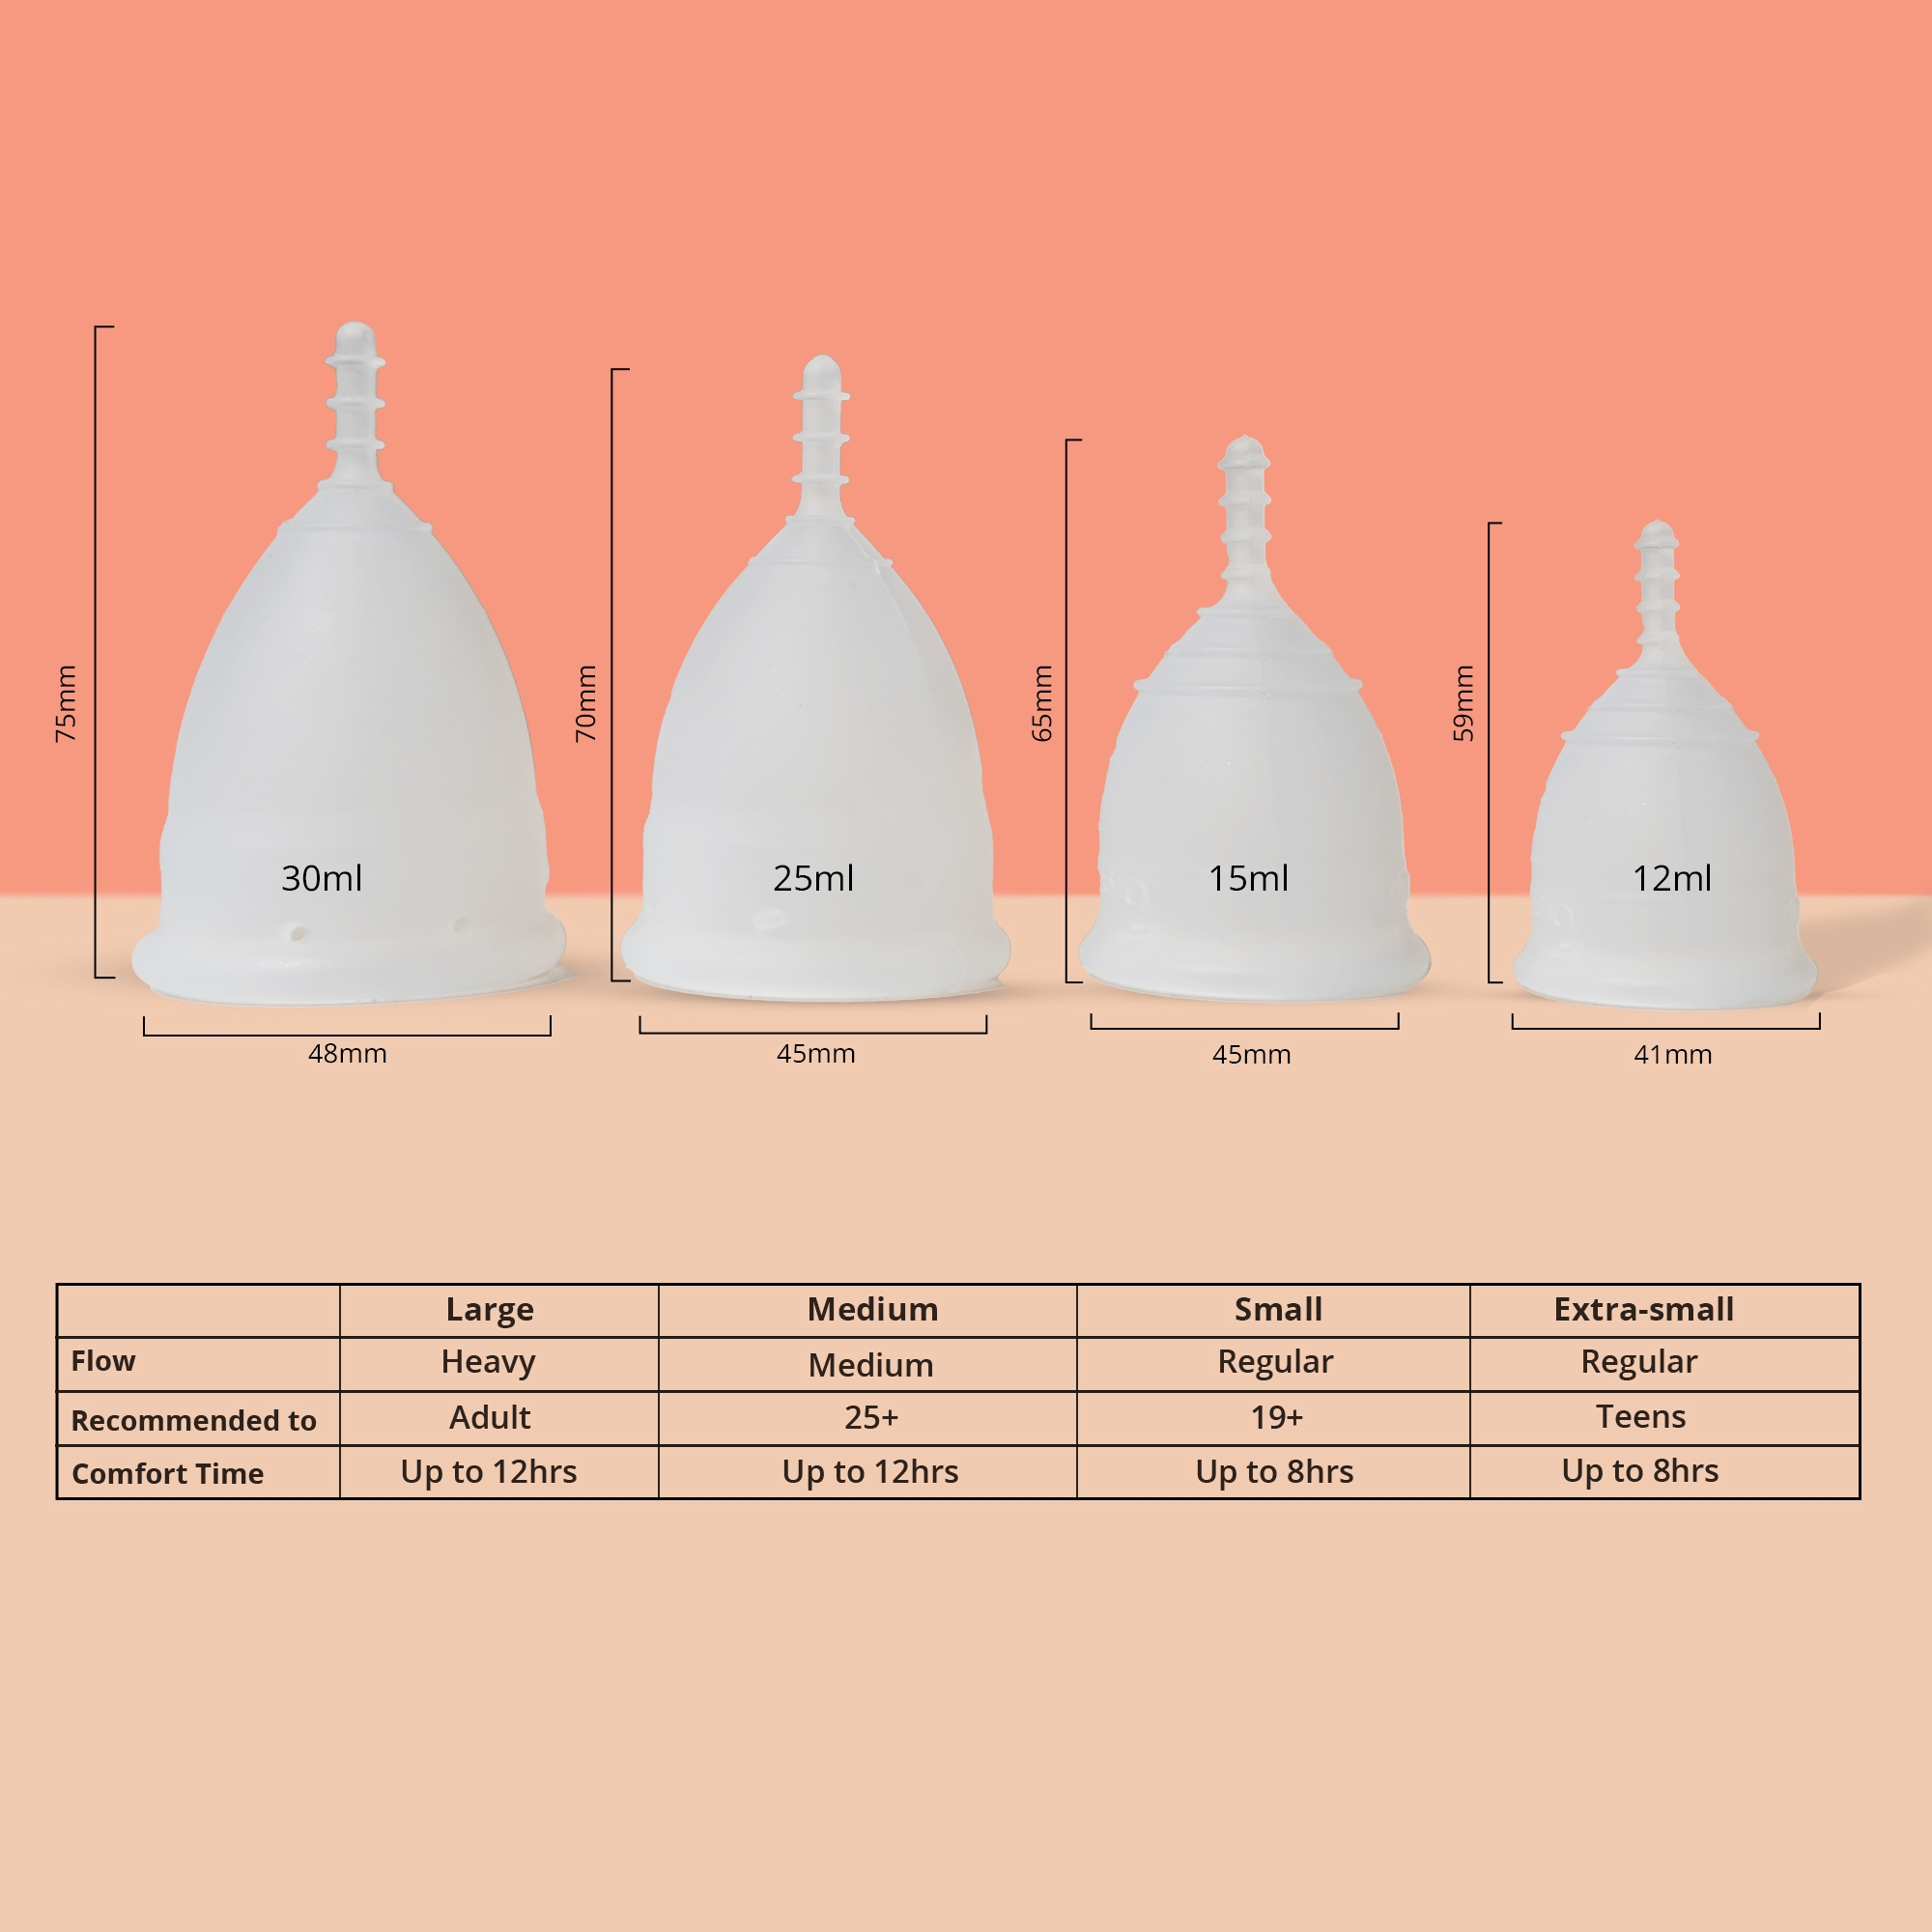 75mm
70mm
65mm
59mm
30ml
25ml
15ml
12ml
48mm
45mm
45mm
41mm
Large Medium Small Extra-small
Flow Heavy Medium Regular Regular
Recommended to Adult 25+ 19+ Teens
Comfort Time Up to 12hrs Up to 12hrs Up to 8hrs Up to 8hrs